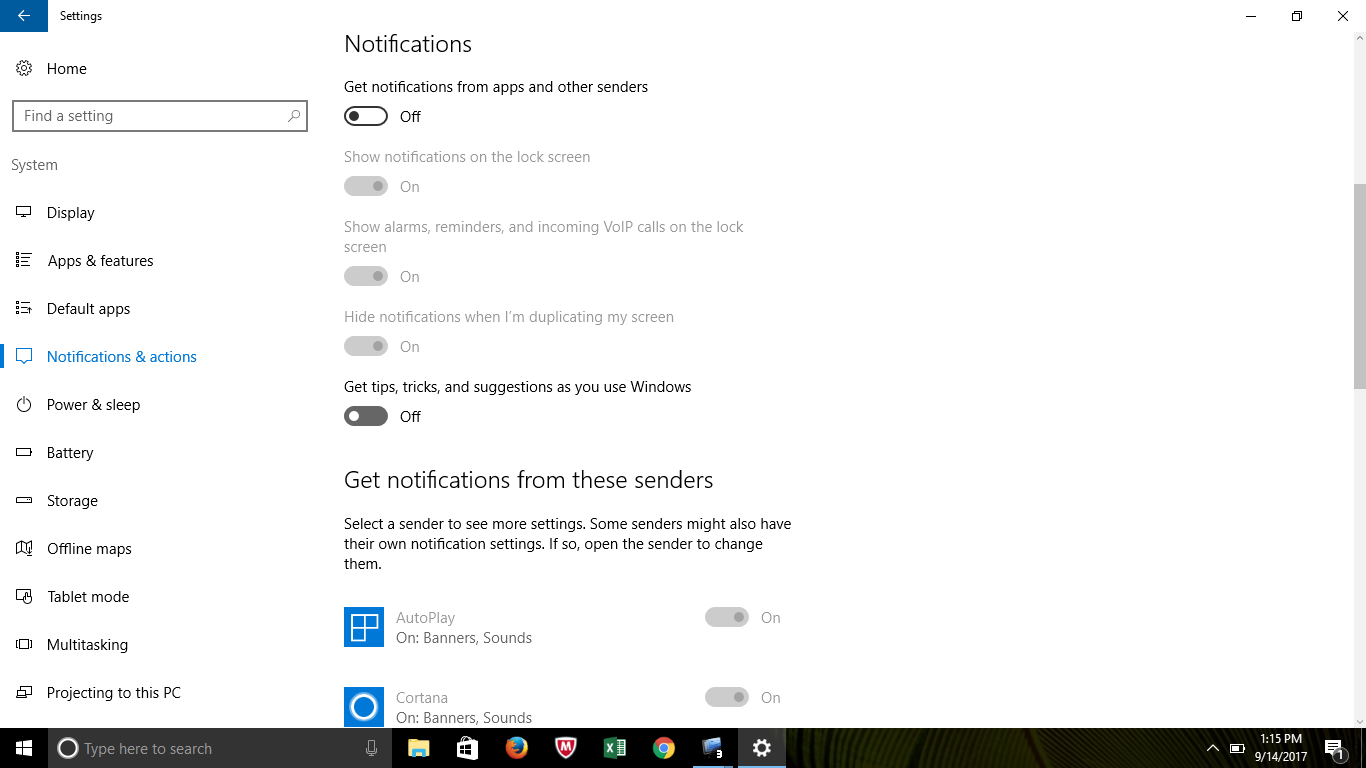 Settings
Home
Find a setting
System
Display
Apps & features
Default apps
Notifications & actions
Power & sleep
Battery
Storage
Offline maps
Tablet mode
Multitasking
Projecting to this PC
Notifications
Get notifications from apps and other senders
Off
Show notifications on the lock screen
On
Show alarms, reminders, and incoming VoIP calls on the lock
screen
On
Hide notifications when I'm duplicating my screen
On
Get tips, tricks, and suggestions as you use Windows
Off
Get notifications from these senders
Select a sender to see more settings. Some senders might also have
their own notification settings. If so, open the sender to change
them.
AutoPlay
On: Banners, Sounds
On
Cortana
On: Banners, Sounds
On
Type here to search
3
1:15 PM
9/14/2017
1